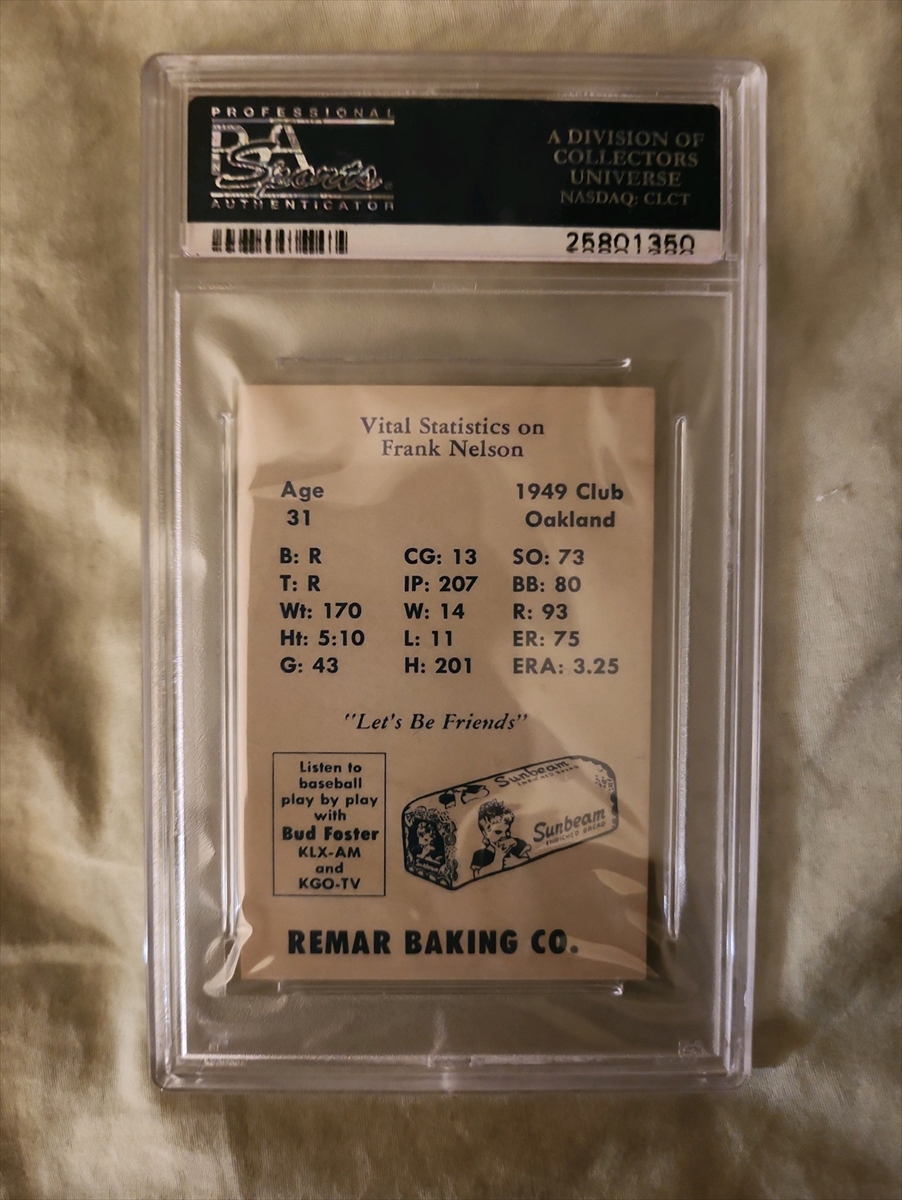 PROFESSIONAL
PSA
Sports
AUTHENTICATOR
A DIVISION OF
COLLECTORS
UNIVERSE
NASDAQ: CLCT
25801350
Vital Statistics on
Frank Nelson
Age 1949 Club
31 Oakland
B: R CG: 13 SO: 73
T: R IP: 207 BB: 80
Wt: 170 W: 14 R: 93
Ht: 5:10 L: 11 ER: 75
G: 43 H: 201 ERA: 3.25
"Let's Be Friends"
Listen to
baseball
play by play
with
Bud Foster
KLX-AM
and
KGO-TV
Sunbeam
Sunbeam
ENRICHED BREAD
REMAR BAKING CO.